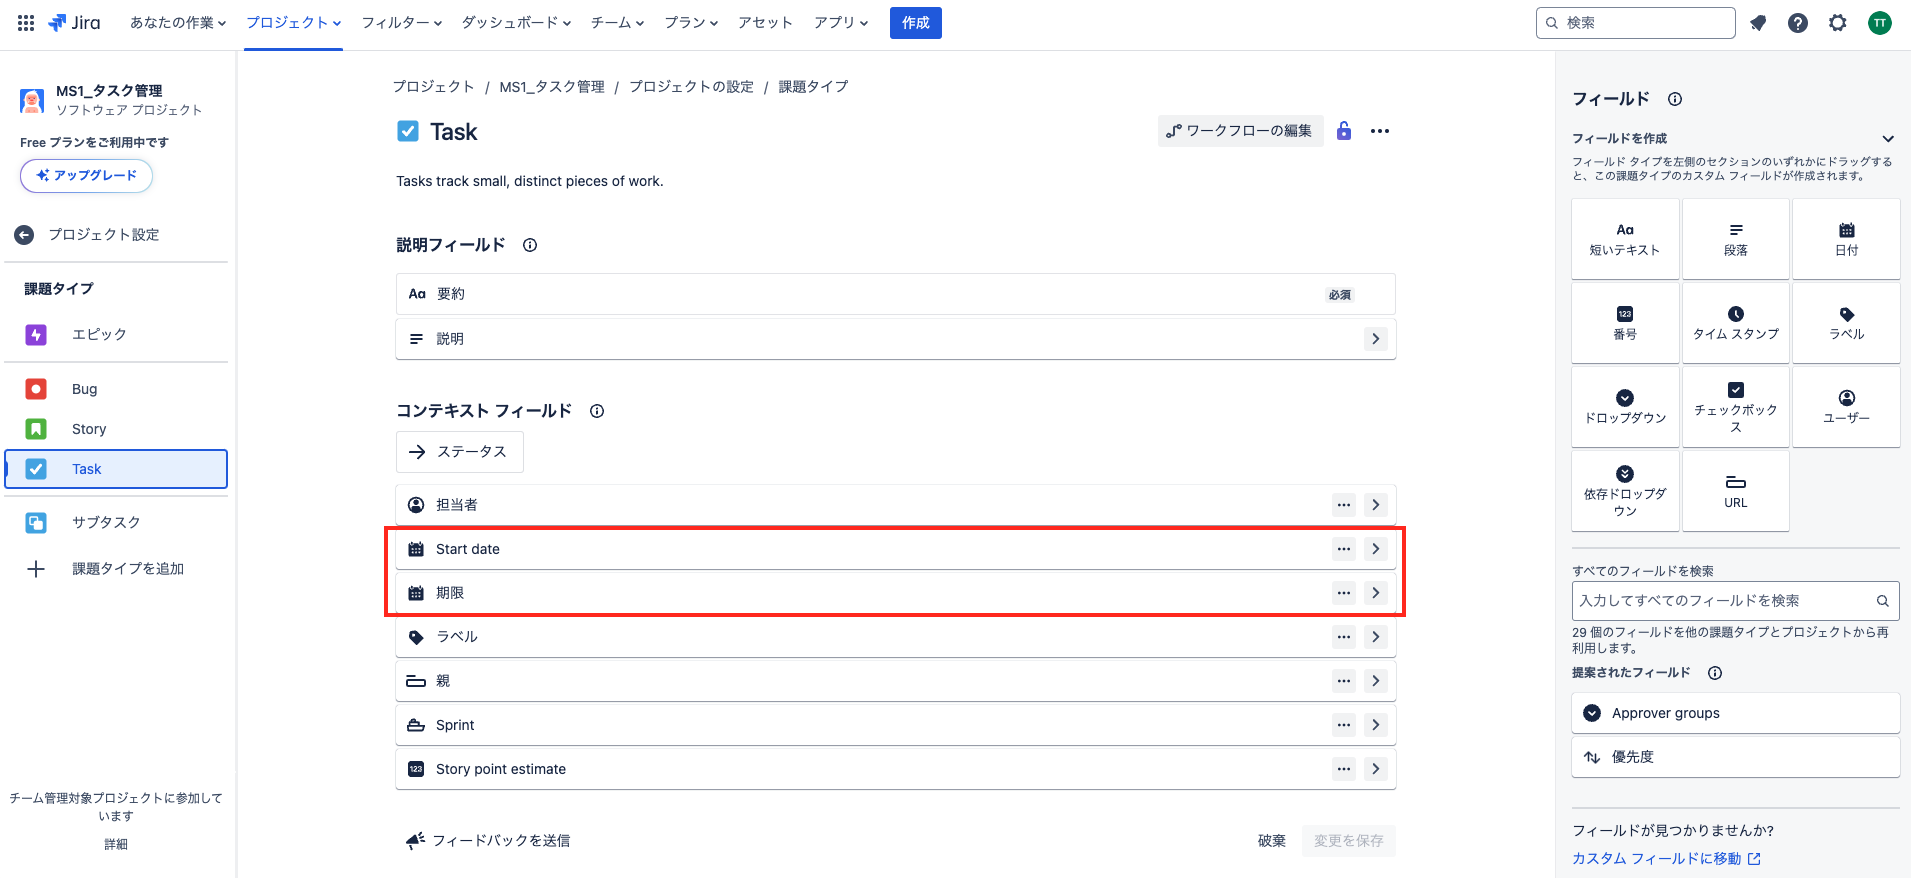 Jira
あなたの作業
プロジェクト
フィルター
ダッシュボード
チーム
プラン
アセット
アプリ
作成
検索
TT
MS1_タスク管理
ソフトウェア プロジェクト
Free プランをご利用中です
アップグレード
プロジェクト設定
課題タイプ
エピック
Bug
Story
Task
サブタスク
課題タイプを追加
チーム管理対象プロジェクトに参加して
います
詳細
プロジェクト / MS1_タスク管理 / プロジェクトの設定 / 課題タイプ
Task
ワークフローの編集
Tasks track small, distinct pieces of work.
説明フィールド
Aa 要約
必須
説明
コンテキスト フィールド
ステータス
担当者
Start date
期限
ラベル
親
Sprint
123 Story point estimate
フィードバックを送信
破棄
変更を保存
フィールド
フィールドを作成
フィールド タイプを左側のセクションのいずれかにドラッグする
と、この課題タイプのカスタム フィールドが作成されます。
Aa
短いテキスト
段落
日付
123
番号
タイム スタンプ
ラベル
ドロップダウン
チェックボック
ス
ユーザー
依存ドロップダ
ウン
URL
すべてのフィールドを検索
入力してすべてのフィールドを検索
29 個のフィールドを他の課題タイプとプロジェクトから再
利用します。
提案されたフィールド
Approver groups
優先度
フィールドが見つかりませんか?
カスタム フィールドに移動